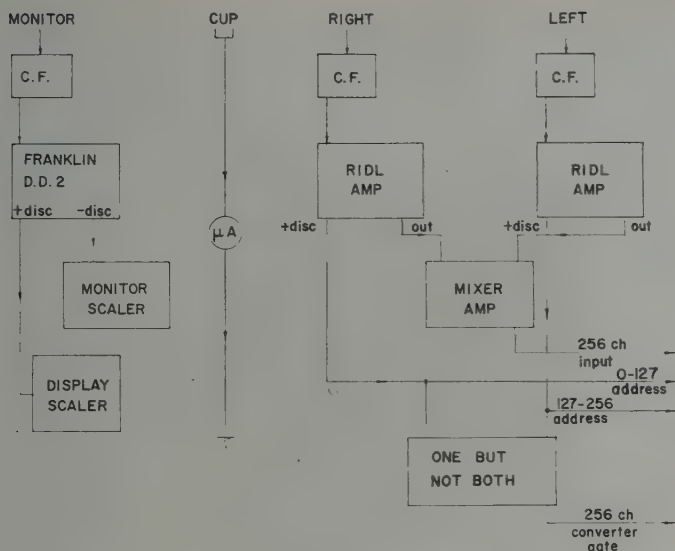 MONITOR
CUP
RIGHT
LEFT
C.F.
C.F.
C.F.
FRANKLIN
D.D.2
+disc -disc
RIDL
AMP
RIDL
AMP
+disc
out
+disc
out
μA
MONITOR
SCALER
MIXER
AMP
256 ch
input
0-127
address
127-256
address
DISPLAY
SCALER
ONE BUT
NOT BOTH
256 ch
converter
gate